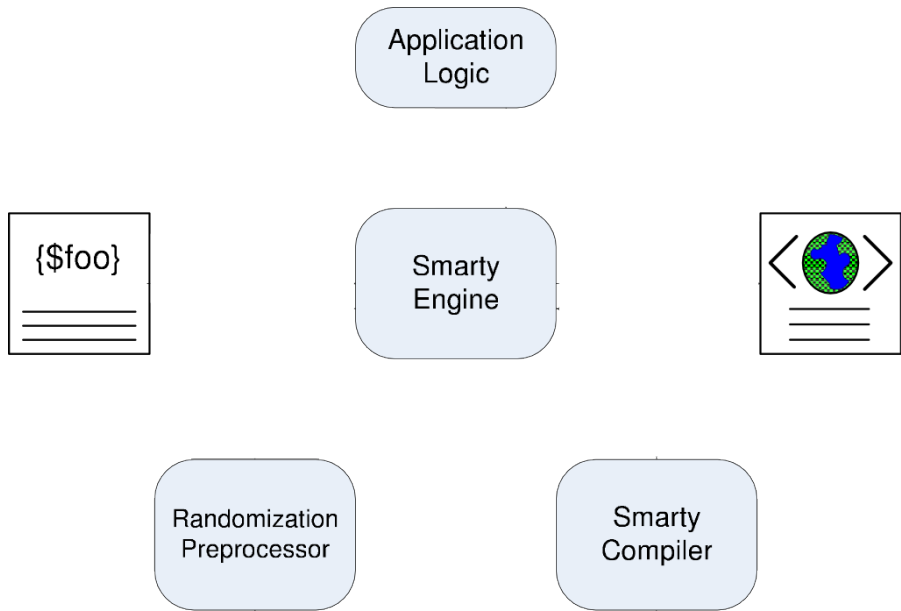 Application
Logic
{$foo}
Smarty
Engine
Randomization
Preprocessor
Smarty
Compiler